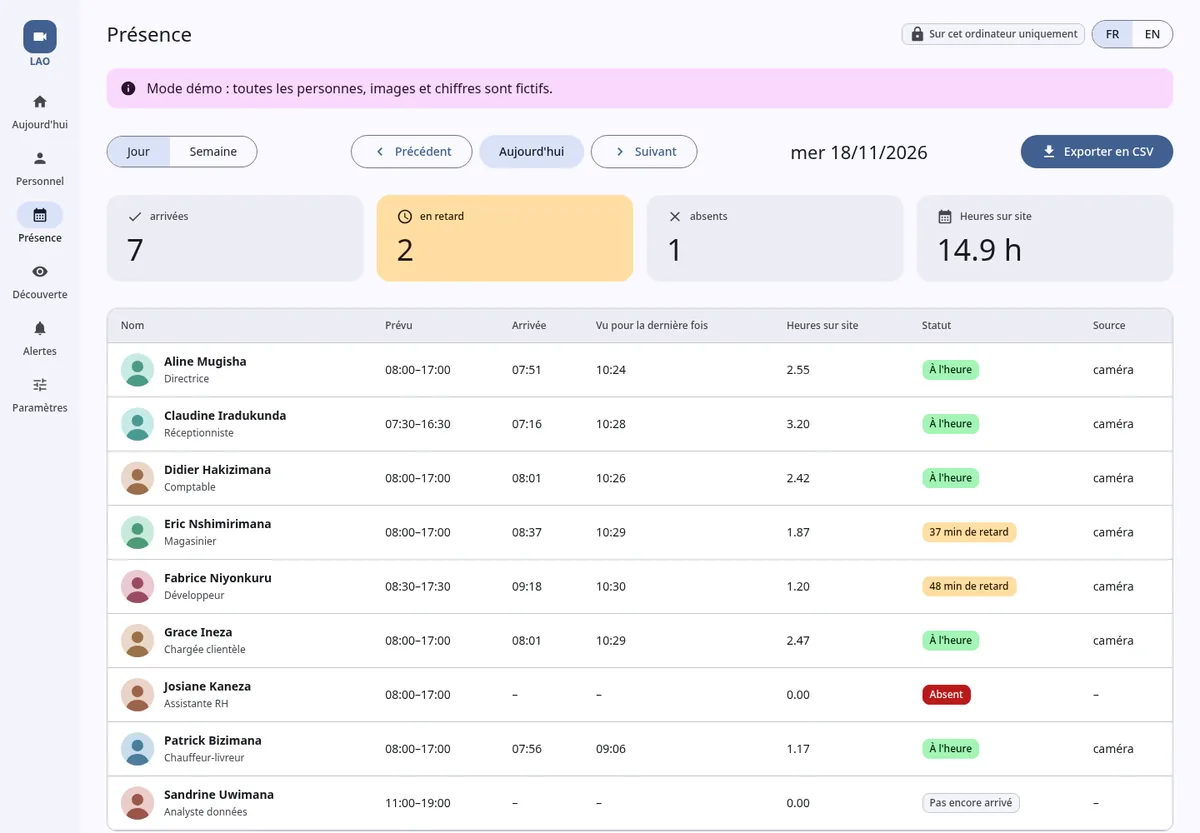 LAO
Aujourd'hui
Personnel
Présence
Découverte
Alertes
Paramètres
Présence
Sur cet ordinateur uniquement
FR EN
Mode démo : toutes les personnes, images et chiffres sont fictifs.
Jour Semaine Précédent Aujourd'hui Suivant mer 18/11/2026 Exporter en CSV
arrivées
7
en retard
2
absents
1
Heures sur site
14.9 h
Nom Prévu Arrivée Vu pour la dernière fois Heures sur site Statut Source
Aline Mugisha
Directrice
08:00–17:00 07:51 10:24 2.55 À l'heure caméra
Claudine Iradukunda
Réceptionniste
07:30–16:30 07:16 10:28 3.20 À l'heure caméra
Didier Hakizimana
Comptable
08:00–17:00 08:01 10:26 2.42 À l'heure caméra
Eric Nshimirimana
Magasinier
08:00–17:00 08:37 10:29 1.87 37 min de retard caméra
Fabrice Niyonkuru
Développeur
08:30–17:30 09:18 10:30 1.20 48 min de retard caméra
Grace Ineza
Chargée clientèle
08:00–17:00 08:01 10:29 2.47 À l'heure caméra
Josiane Kaneza
Assistante RH
08:00–17:00 – – 0.00 Absent –
Patrick Bizimana
Chauffeur-livreur
08:00–17:00 07:56 09:06 1.17 À l'heure caméra
Sandrine Uwimana
Analyste données
11:00–19:00 – – 0.00 Pas encore arrivé –